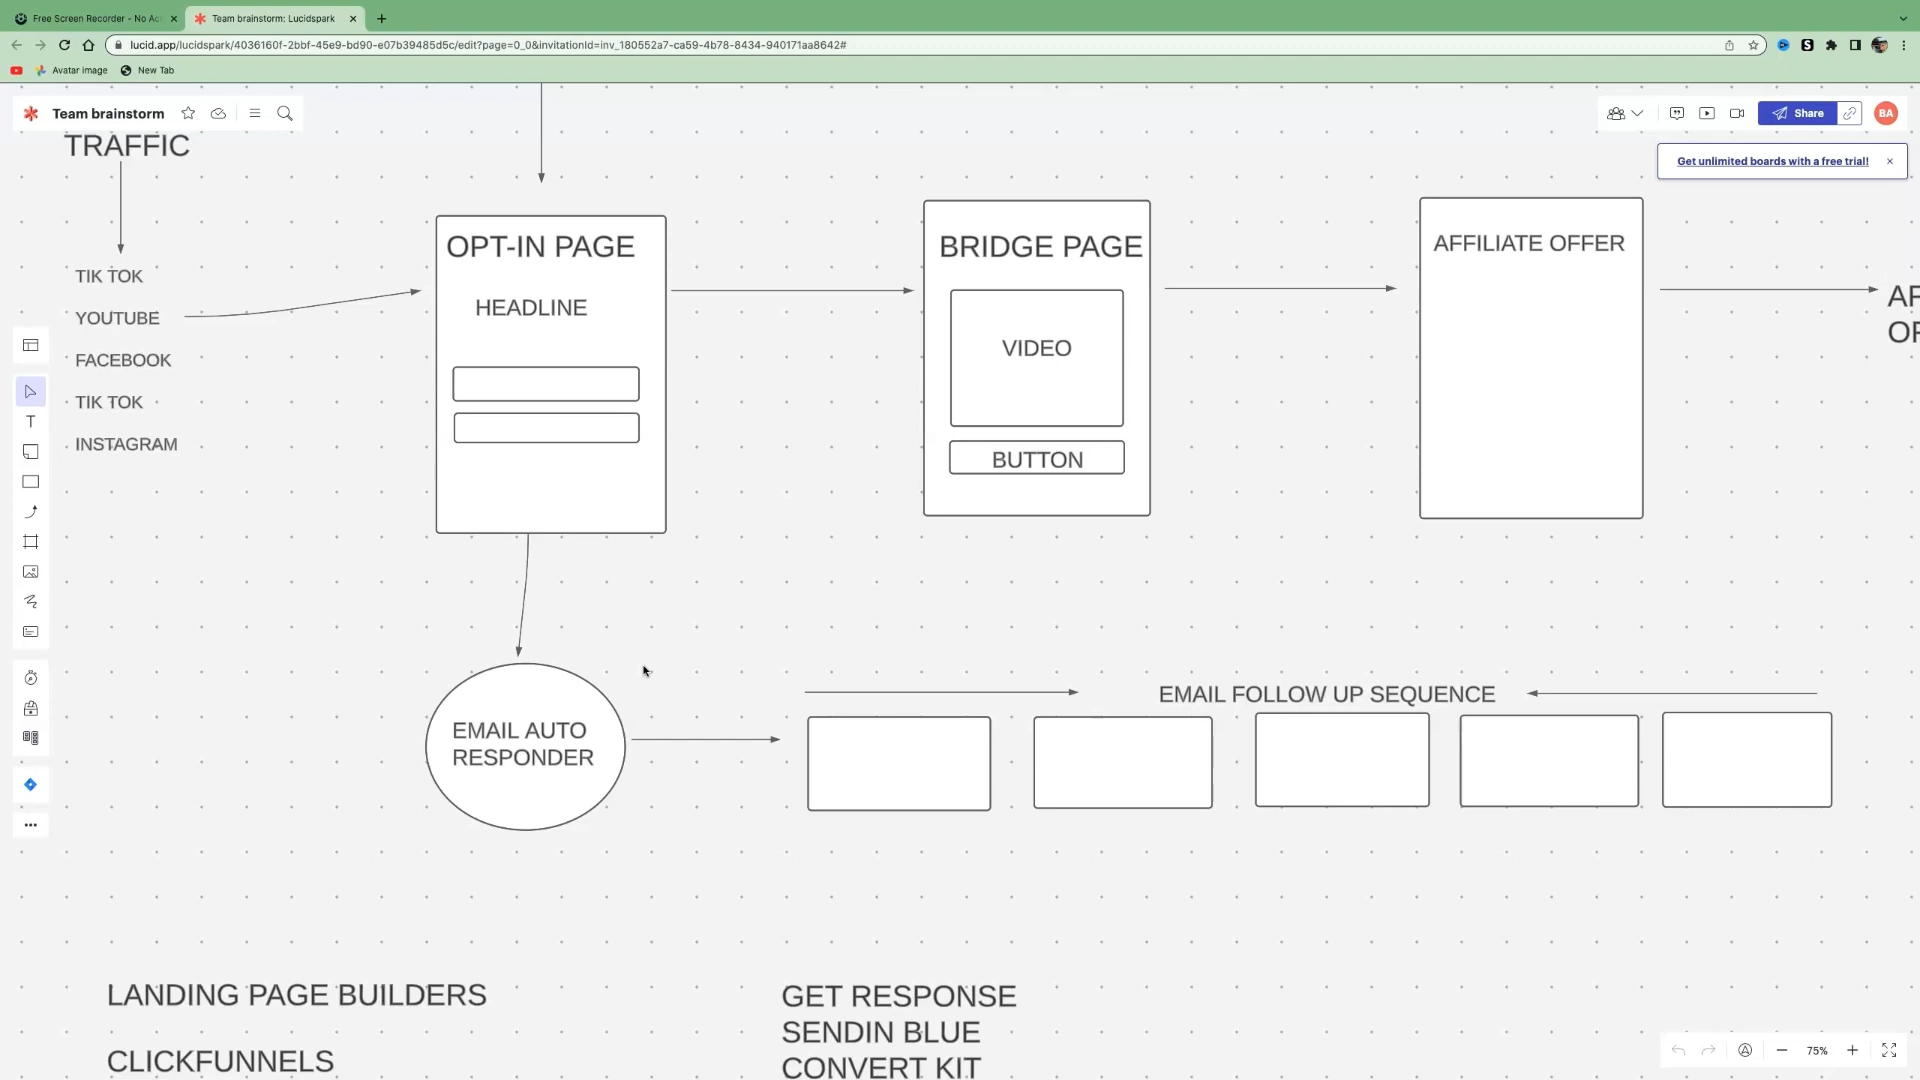 Free Screen Recorder - No Ac
Team brainstorm: Lucidspark
lucid.app/lucidspark/4036160f-2bbf-45e9-bd90-e07b39485d5c/edit?page=0_0&invitationId=inv_180552a7-ca59-4b78-8434-940171aa8642#
Avatar image
New Tab
Team brainstorm
Share
BA
Get unlimited boards with a free trial!
TRAFFIC
TIK TOK
YOUTUBE
FACEBOOK
TIK TOK
INSTAGRAM
OPT-IN PAGE
HEADLINE
BRIDGE PAGE
VIDEO
BUTTON
AFFILIATE OFFER
AF
OF
EMAIL AUTO
RESPONDER
EMAIL FOLLOW UP SEQUENCE
LANDING PAGE BUILDERS
CLICKFUNNELS
GET RESPONSE
SENDIN BLUE
CONVERT KIT
75%